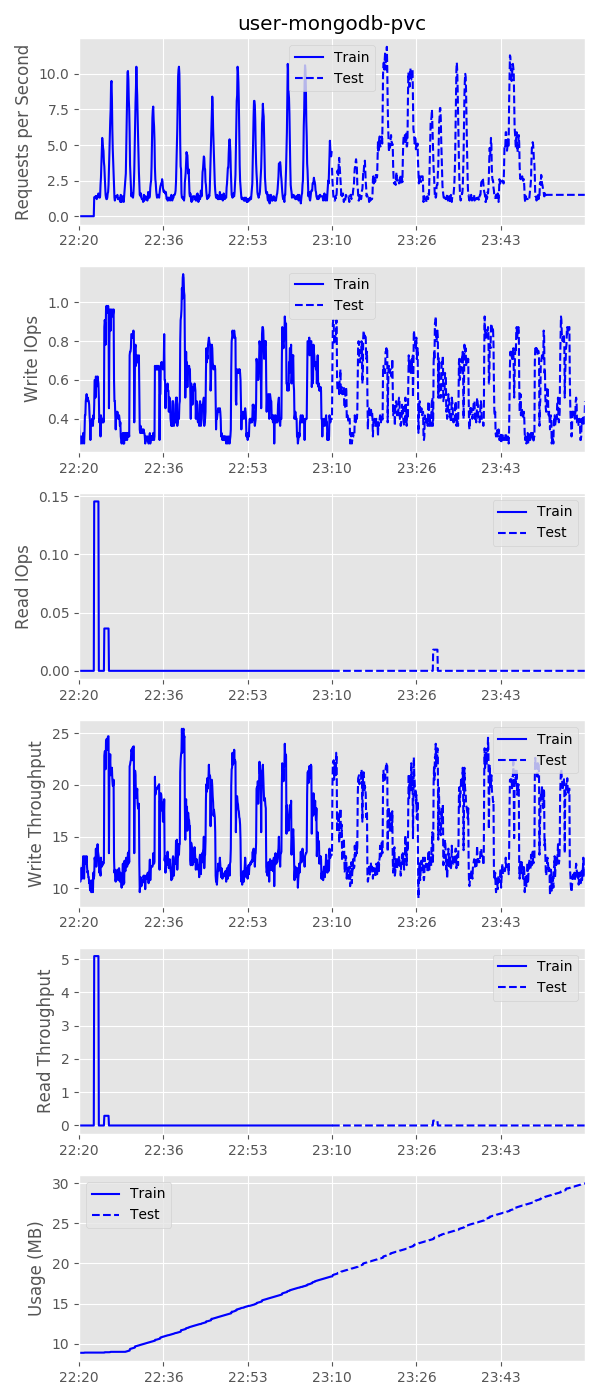 user-mongodb-pvc
Requests per Second
10.0
7.5
5.0
2.5
0.0
Train
Test
22:20 22:36 22:53 23:10 23:26 23:43
Write IOps
1.0
0.8
0.6
0.4
Train
Test
22:20 22:36 22:53 23:10 23:26 23:43
Read IOps
0.15
0.10
0.05
0.00
Train
Test
22:20 22:36 22:53 23:10 23:26 23:43
Write Throughput
25
20
15
10
Train
Test
22:20 22:36 22:53 23:10 23:26 23:43
Read Throughput
5
4
3
2
1
0
Train
Test
22:20 22:36 22:53 23:10 23:26 23:43
Usage (MB)
30
25
20
15
10
Train
Test
22:20 22:36 22:53 23:10 23:26 23:43